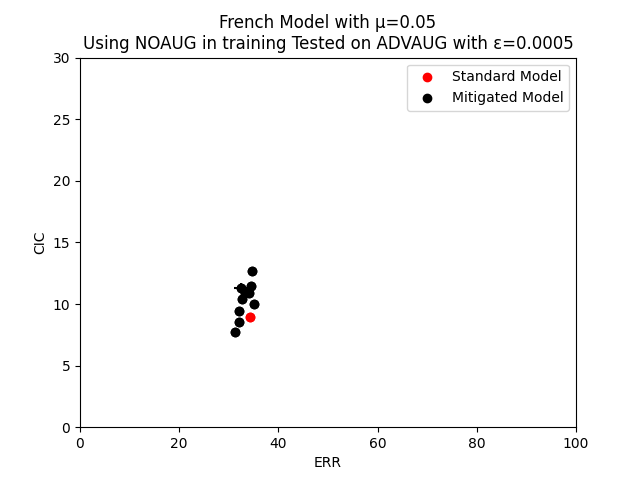 French Model with μ=0.05
Using NOAUG in training Tested on ADVAUG with ε=0.0005
Standard Model
Mitigated Model
30
25
20
15
10
5
0
CIC
0 20 40 60 80 100
ERR